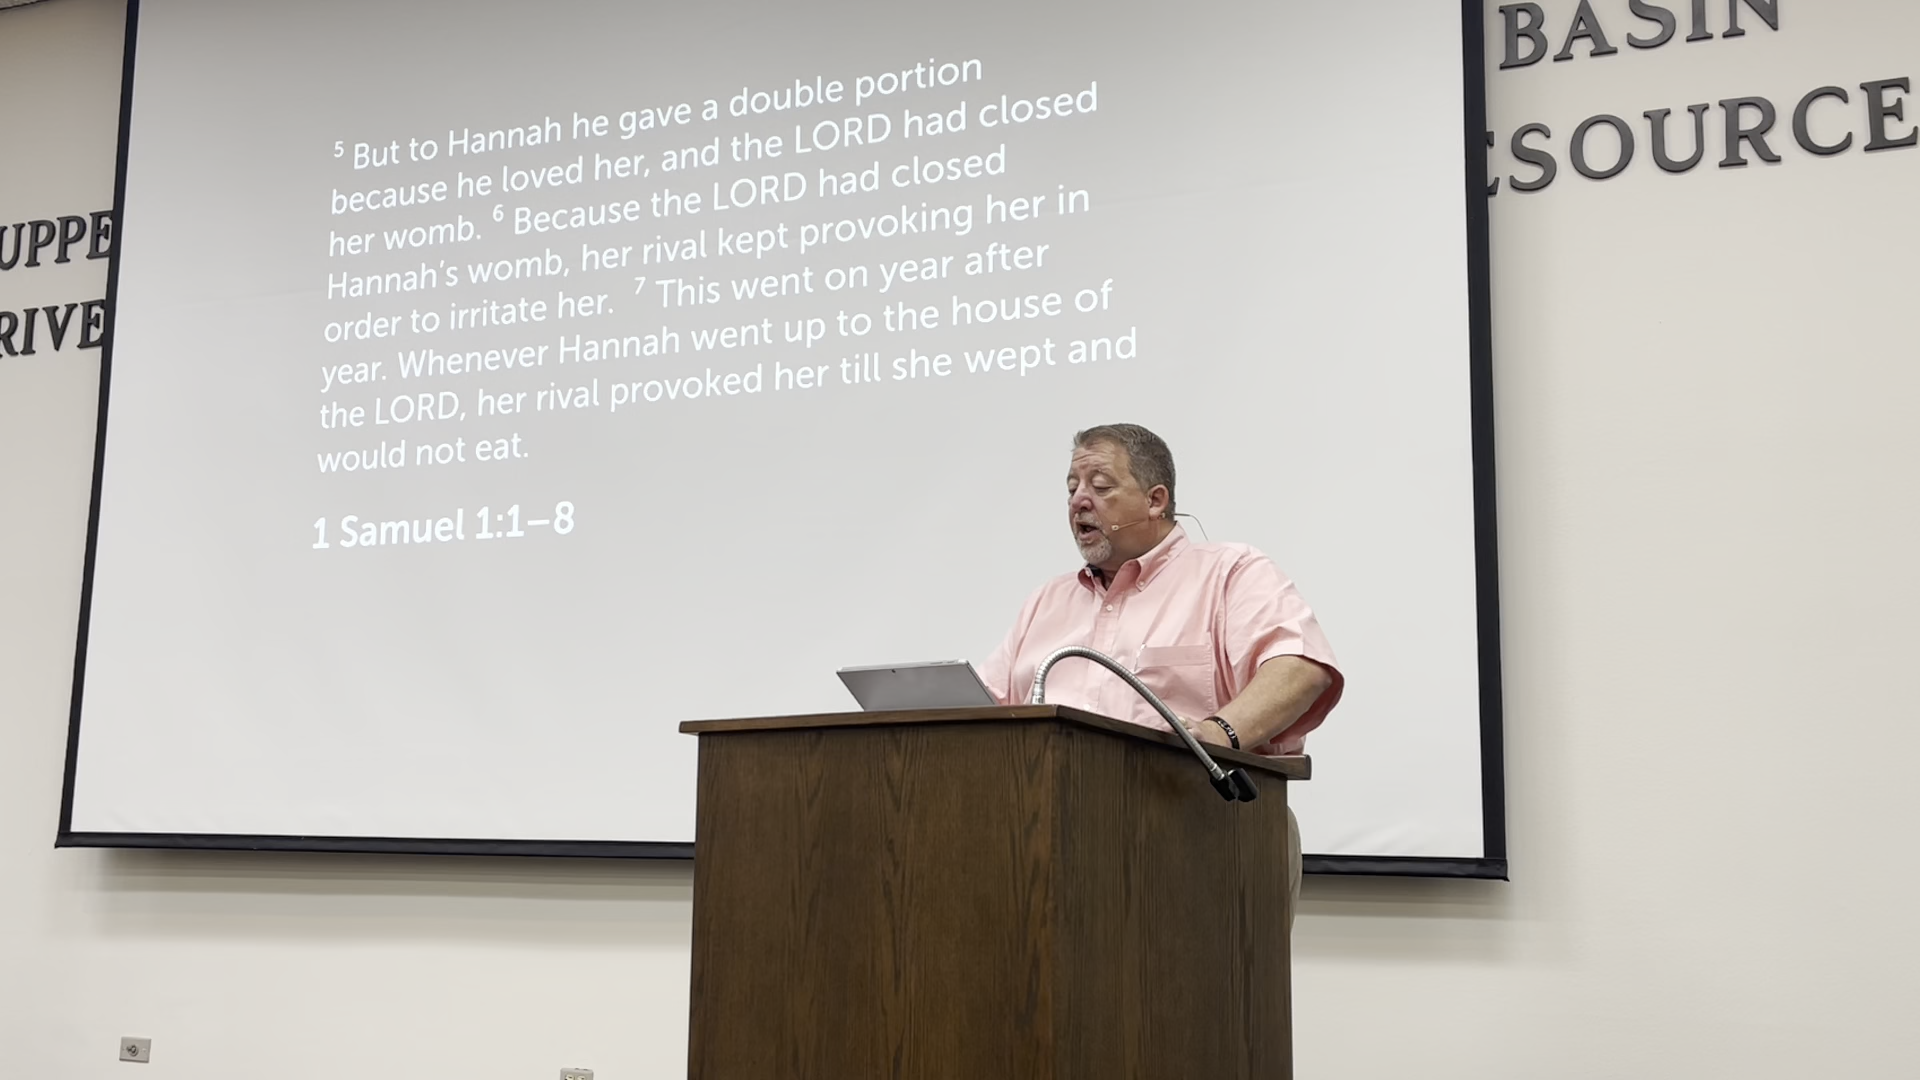 BASIN
ESOURCE
UPPE
RIVE
⁵ But to Hannah he gave a double portion
because he loved her, and the LORD had closed
her womb. ⁶ Because the LORD had closed
Hannah’s womb, her rival kept provoking her in
order to irritate her. ⁷ This went on year after
year. Whenever Hannah went up to the house of
the LORD, her rival provoked her till she wept and
would not eat.
1 Samuel 1:1–8